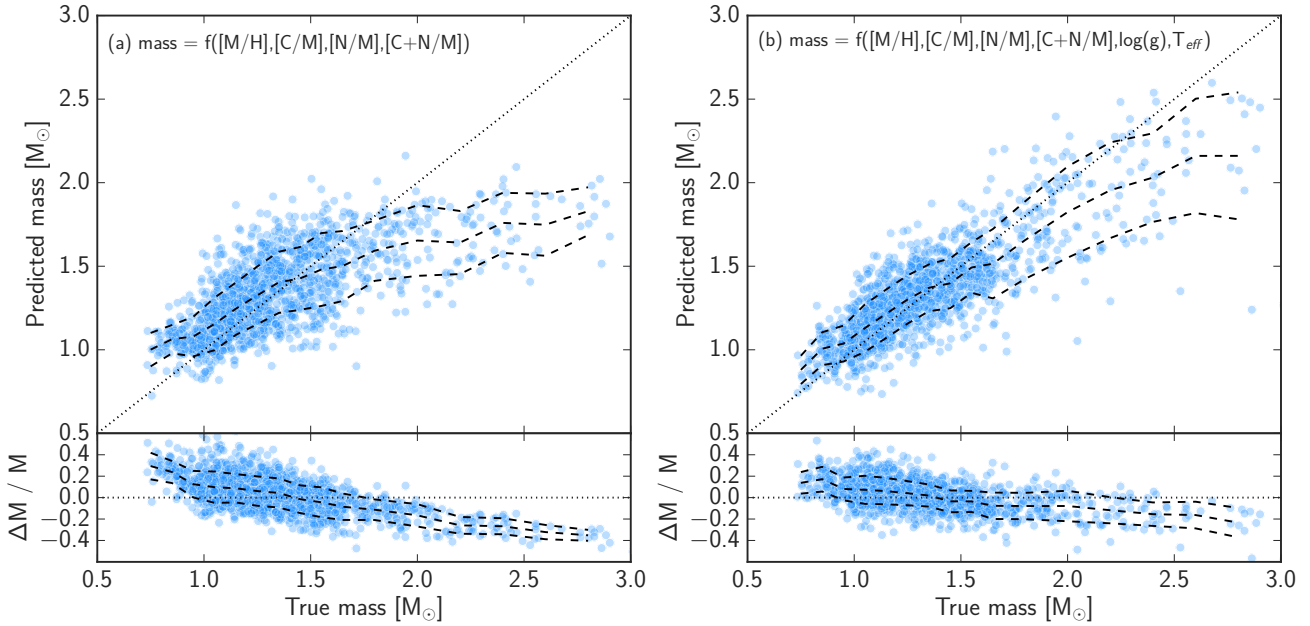 (a) mass = f([M/H],[C/M],[N/M],[C+N/M])
3.0
2.5
2.0
1.5
1.0
0.5
Predicted mass [M⊙]
0.4
0.2
0.0
−0.2
−0.4
ΔM / M
0.5 1.0 1.5 2.0 2.5 3.0
True mass [M⊙]
(b) mass = f([M/H],[C/M],[N/M],[C+N/M],log(g),Teff)
3.0
2.5
2.0
1.5
1.0
0.5
Predicted mass [M⊙]
0.4
0.2
0.0
−0.2
−0.4
ΔM / M
0.5 1.0 1.5 2.0 2.5 3.0
True mass [M⊙]